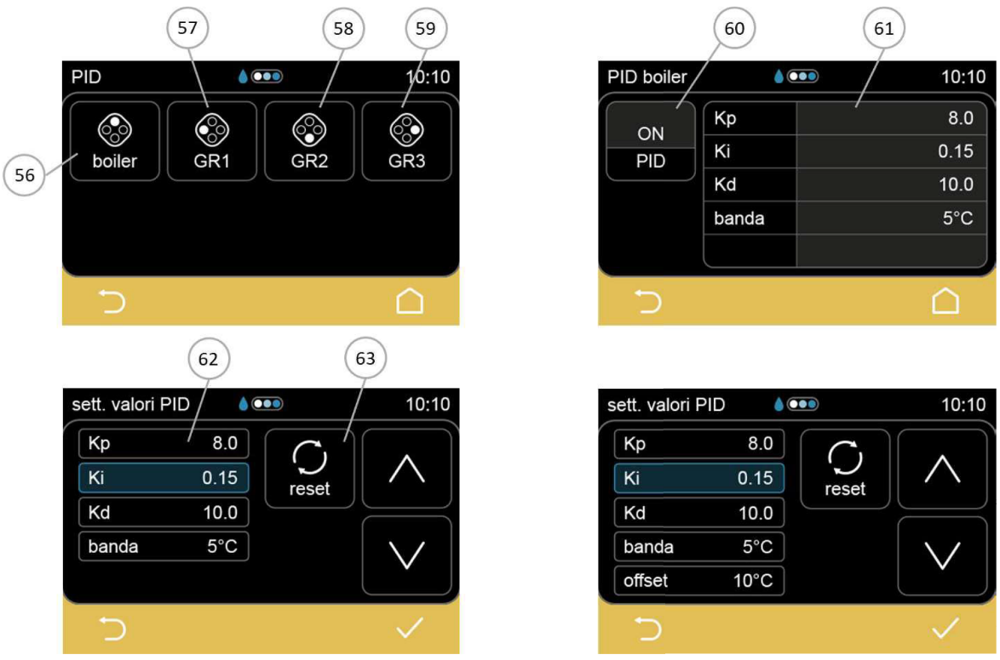 57 58 59 60 61
PID 10:10
boiler GR1 GR2 GR3
56
PID boiler 10:10
ON
PID
Kp 8.0
Ki 0.15
Kd 10.0
banda 5°C
62 63
sett. valori PID 10:10
Kp 8.0
Ki 0.15
Kd 10.0
banda 5°C
reset
sett. valori PID 10:10
Kp 8.0
Ki 0.15
Kd 10.0
banda 5°C
offset 10°C
reset